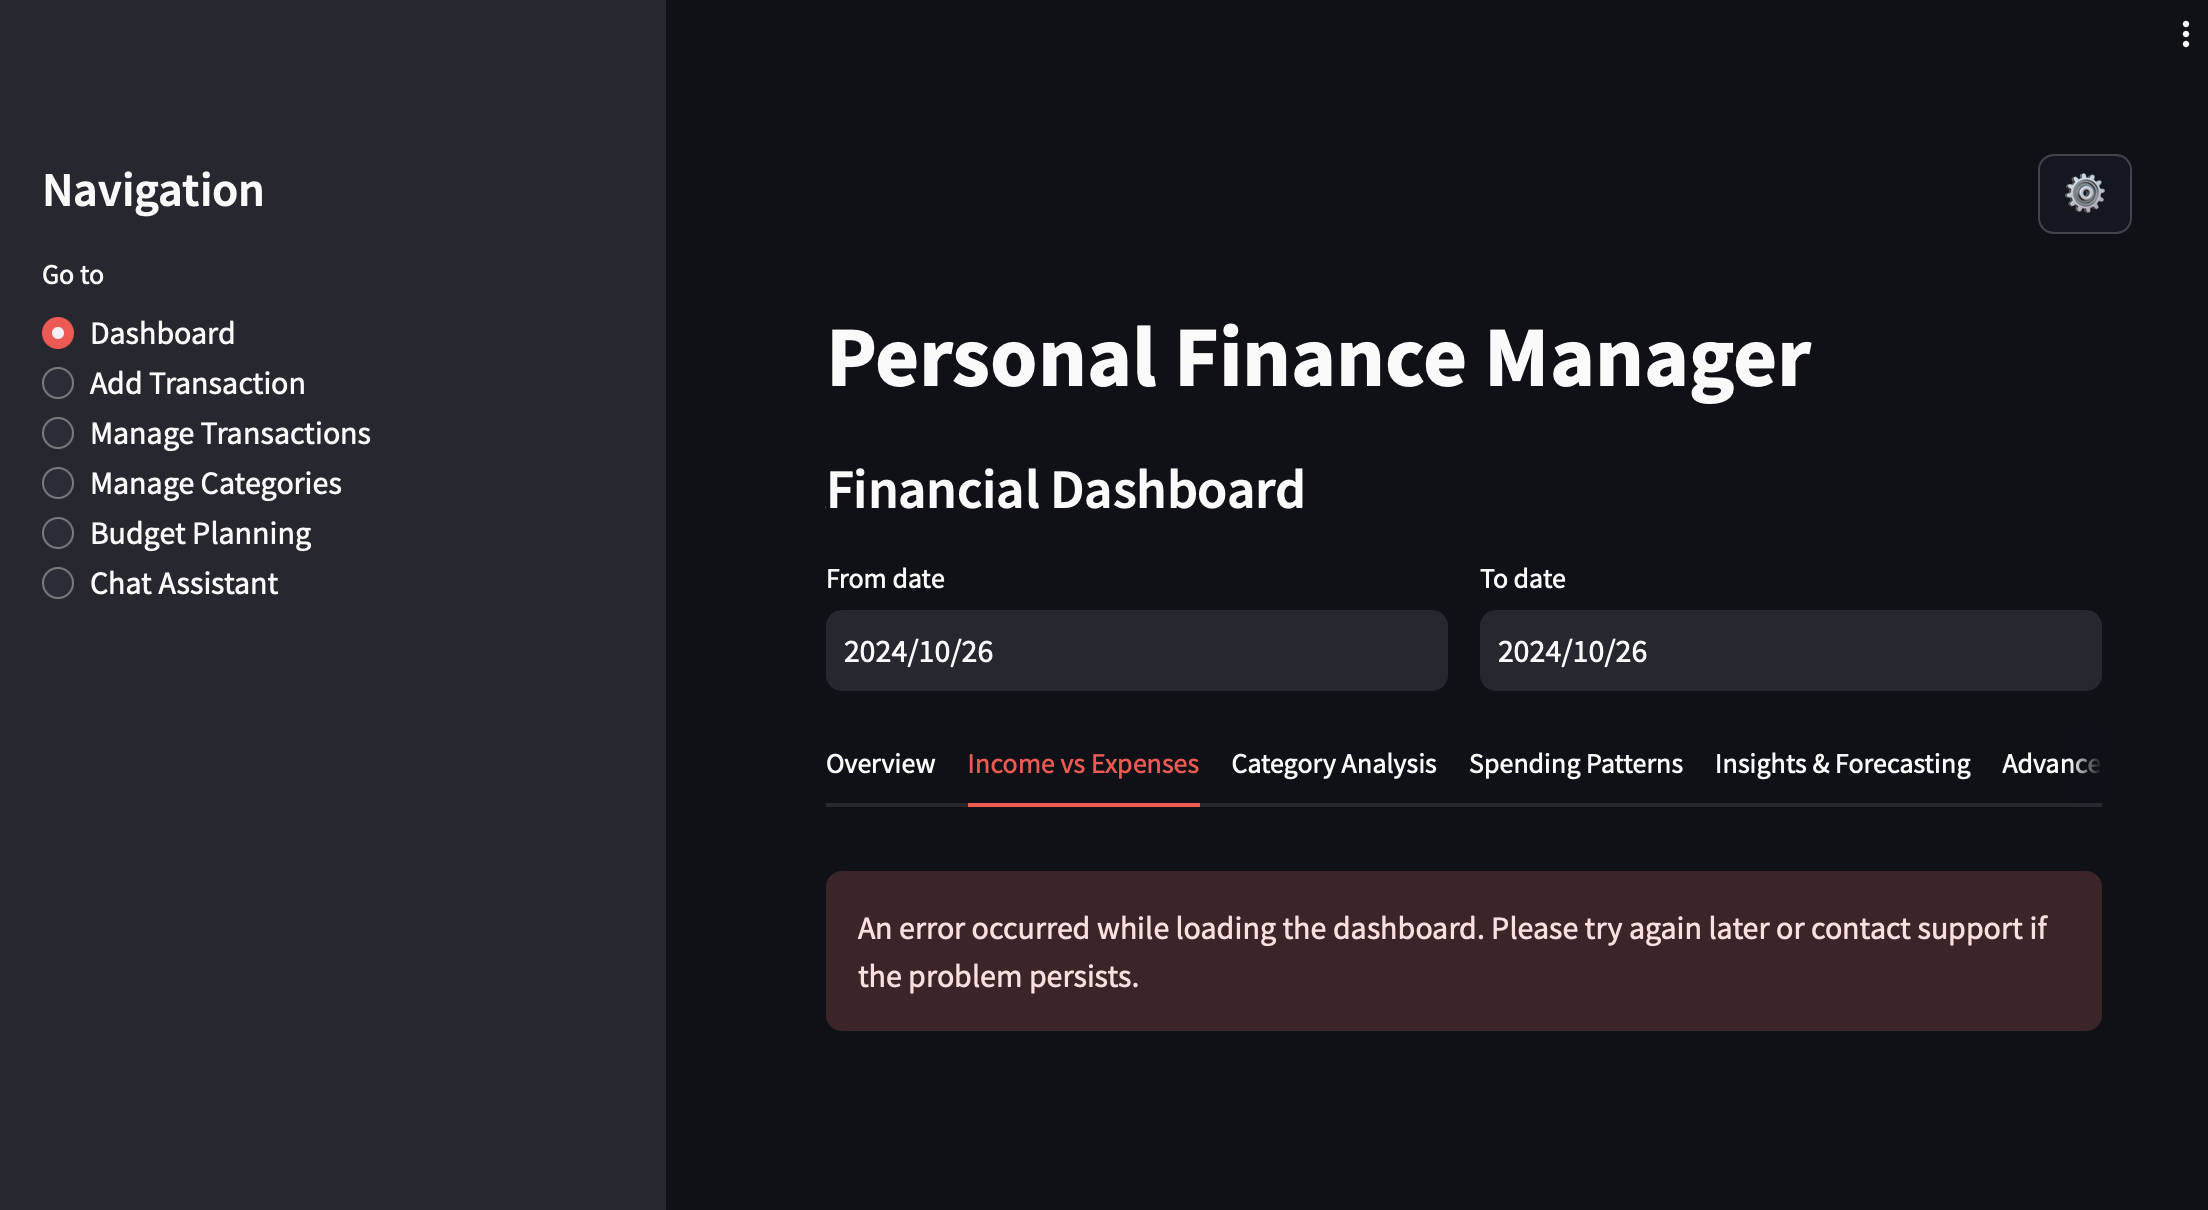 Navigation
Go to
Dashboard
Add Transaction
Manage Transactions
Manage Categories
Budget Planning
Chat Assistant
Personal Finance Manager
Financial Dashboard
From date
To date
2024/10/26
2024/10/26
Overview Income vs Expenses Category Analysis Spending Patterns Insights & Forecasting Advance
An error occurred while loading the dashboard. Please try again later or contact support if
the problem persists.